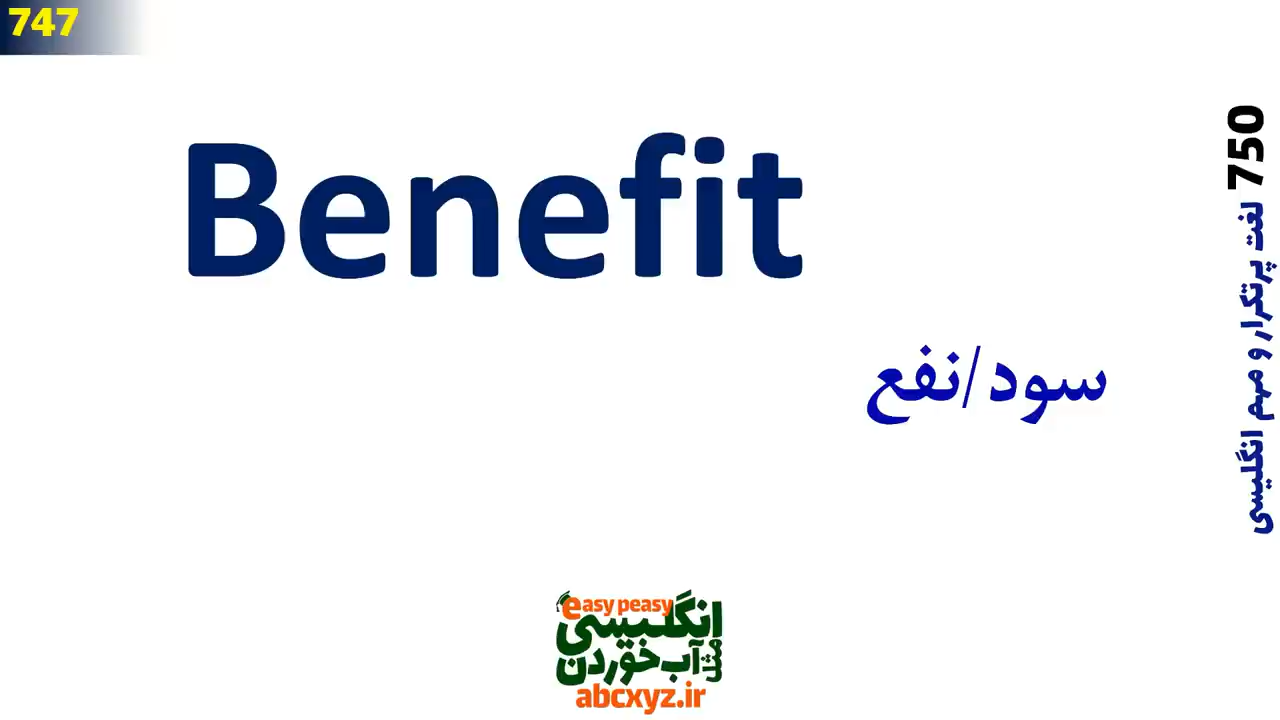 747
Benefit
سود/نفع
750 لغت پرتکرار و مهم انگلیسی
easy peasy
انگلیسی
مثل آب خوردن
abcxyz.ir